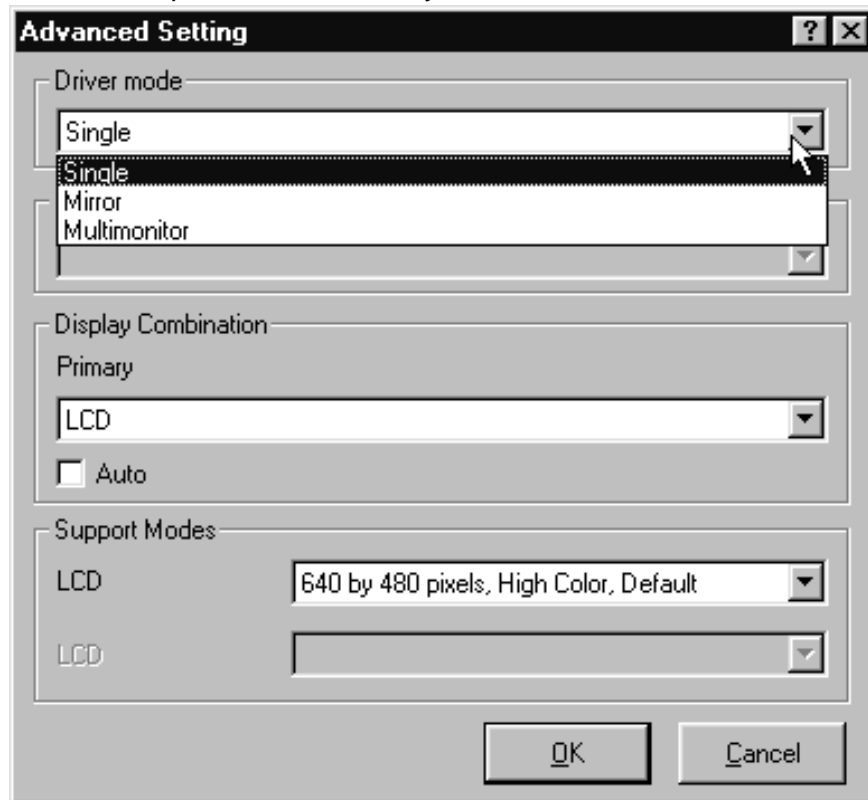 Advanced Setting
Driver mode
Single
Single
Mirror
Multimonitor
Display Combination
Primary
LCD
Auto
Support Modes
LCD 640 by 480 pixels, High Color, Default
LCD
OK Cancel